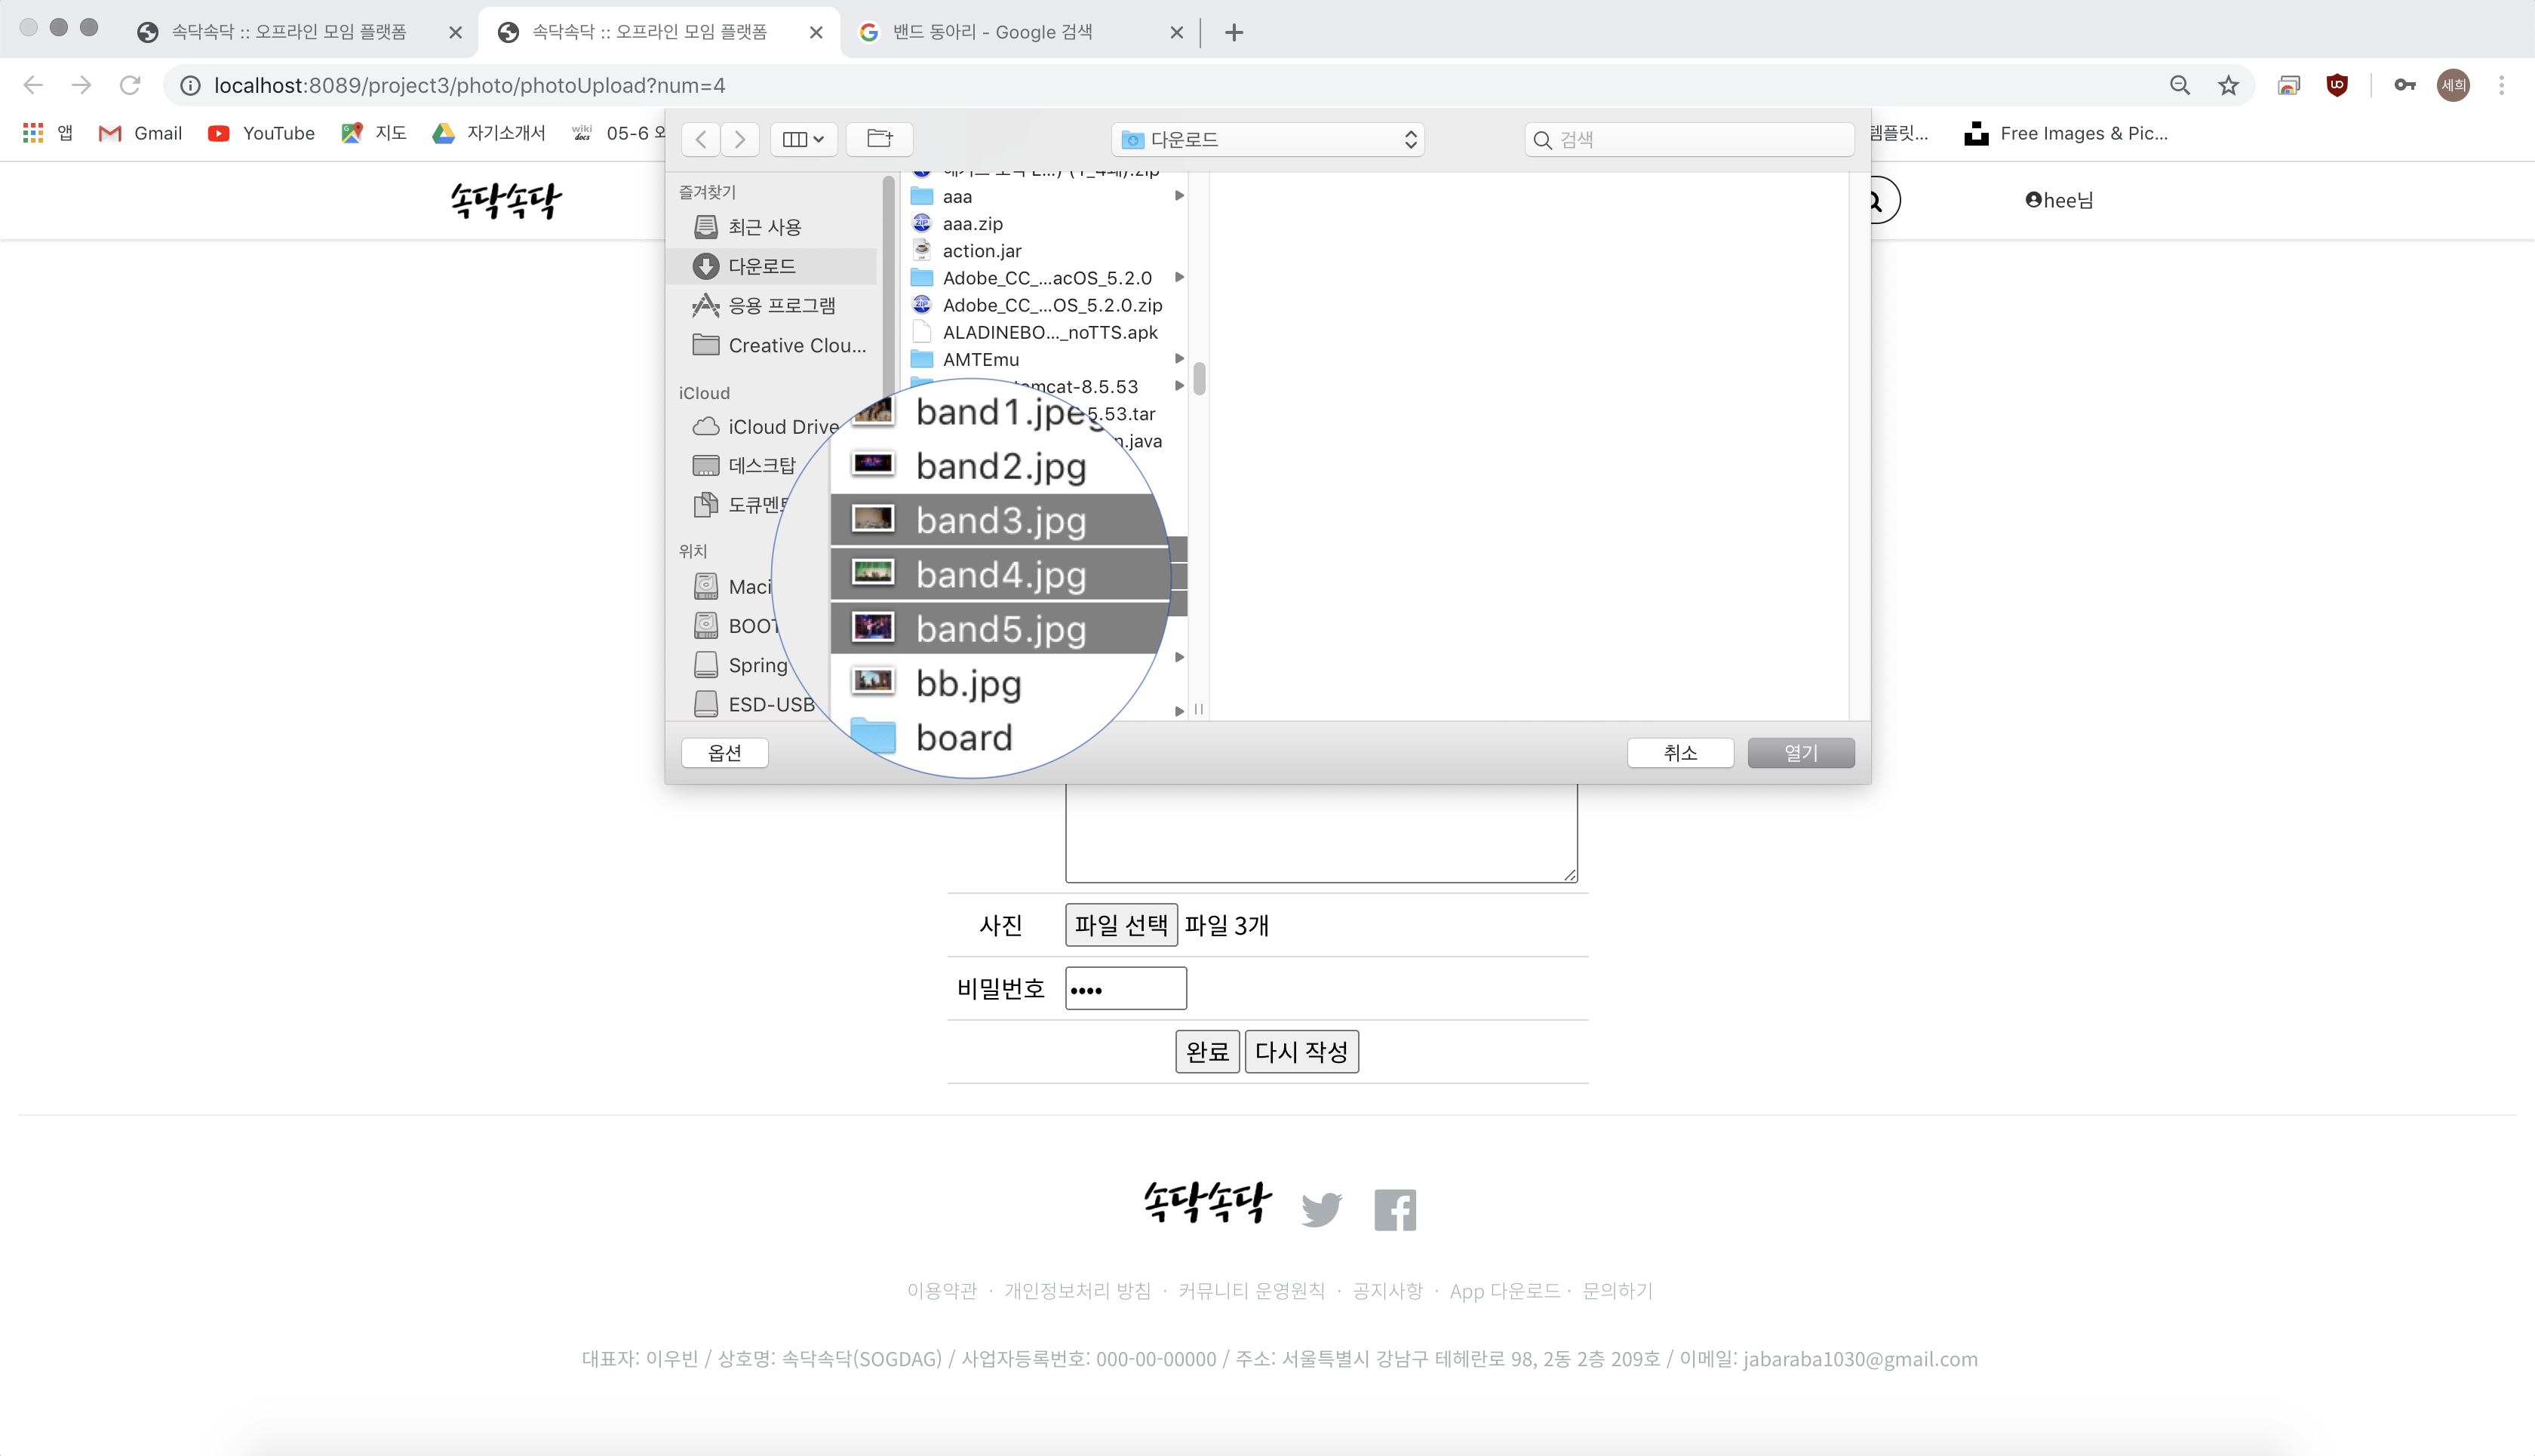 속닥속닥 :: 오프라인 모임 플랫폼
속닥속닥 :: 오프라인 모임 플랫폼
밴드 동아리 - Google 검색
localhost:8089/project3/photo/photoUpload?num=4
세희
앱
Gmail
YouTube
지도
자기소개서
wiki docs
05-6
템플릿...
Free Images & Pic...
속닥속닥
hee님
다운로드
검색
즐겨찾기
최근 사용
다운로드
응용 프로그램
Creative Clou...
iCloud
iCloud Drive
데스크탑
도큐멘트
위치
Maci
BOOT
Spring
ESD-USB
aaa
aaa.zip
action.jar
Adobe_CC_...acOS_5.2.0
Adobe_CC_...OS_5.2.0.zip
ALADINEBO..._noTTS.apk
AMTEmu
tomcat-8.5.53
5.53.tar
n.java
band1.jpeg
band2.jpg
band3.jpg
band4.jpg
band5.jpg
bb.jpg
board
옵션
취소
열기
사진
파일 선택 파일 3개
비밀번호
••••
완료 다시 작성
속닥속닥
이용약관 · 개인정보처리 방침 · 커뮤니티 운영원칙 · 공지사항 · App 다운로드 · 문의하기
대표자: 이우빈 / 상호명: 속닥속닥(SOGDAG) / 사업자등록번호: 000-00-00000 / 주소: 서울특별시 강남구 테헤란로 98, 2동 2층 209호 / 이메일: jabaraba1030@gmail.com